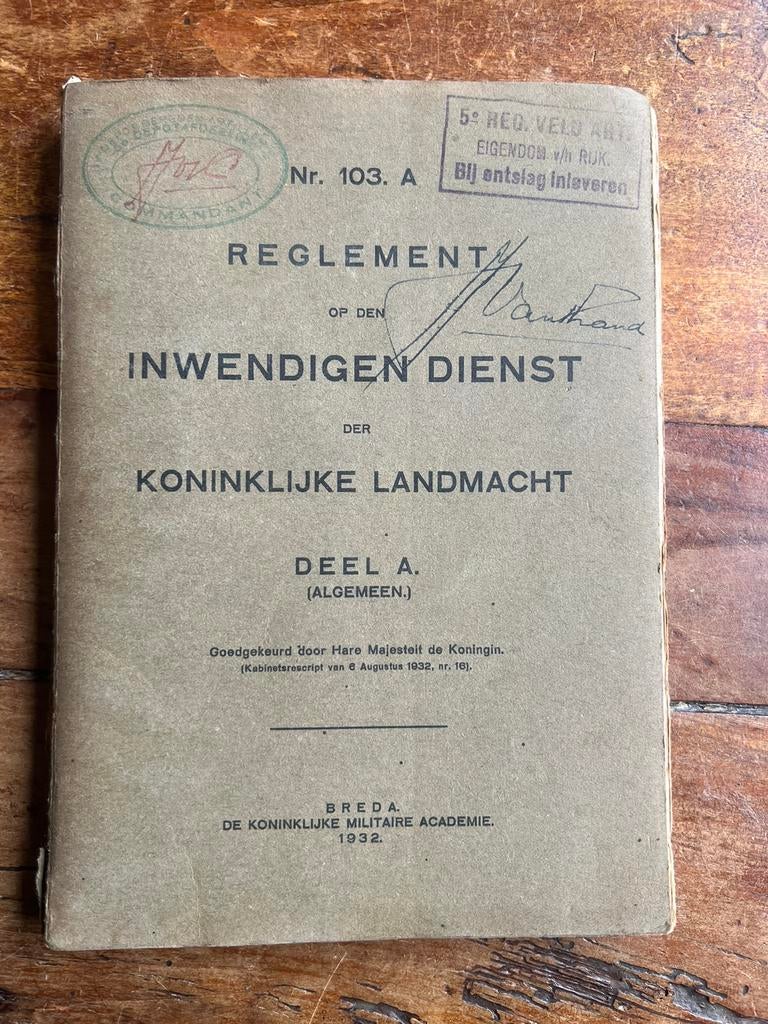 COMMANDANT
5e REG. VELD ART.
EIGENDOM v/h RIJK.
Bij ontslag inleveren
Nr. 103. A
REGLEMENT
OP DEN
INWENDIGEN DIENST
DER
KONINKLIJKE LANDMACHT
DEEL A.
(ALGEMEEN.)
Goedgekeurd door Hare Majesteit de Koningin.
(Kabinetsrescript van 6 Augustus 1932, nr. 16).
BREDA.
DE KONINKLIJKE MILITAIRE ACADEMIE.
1932.